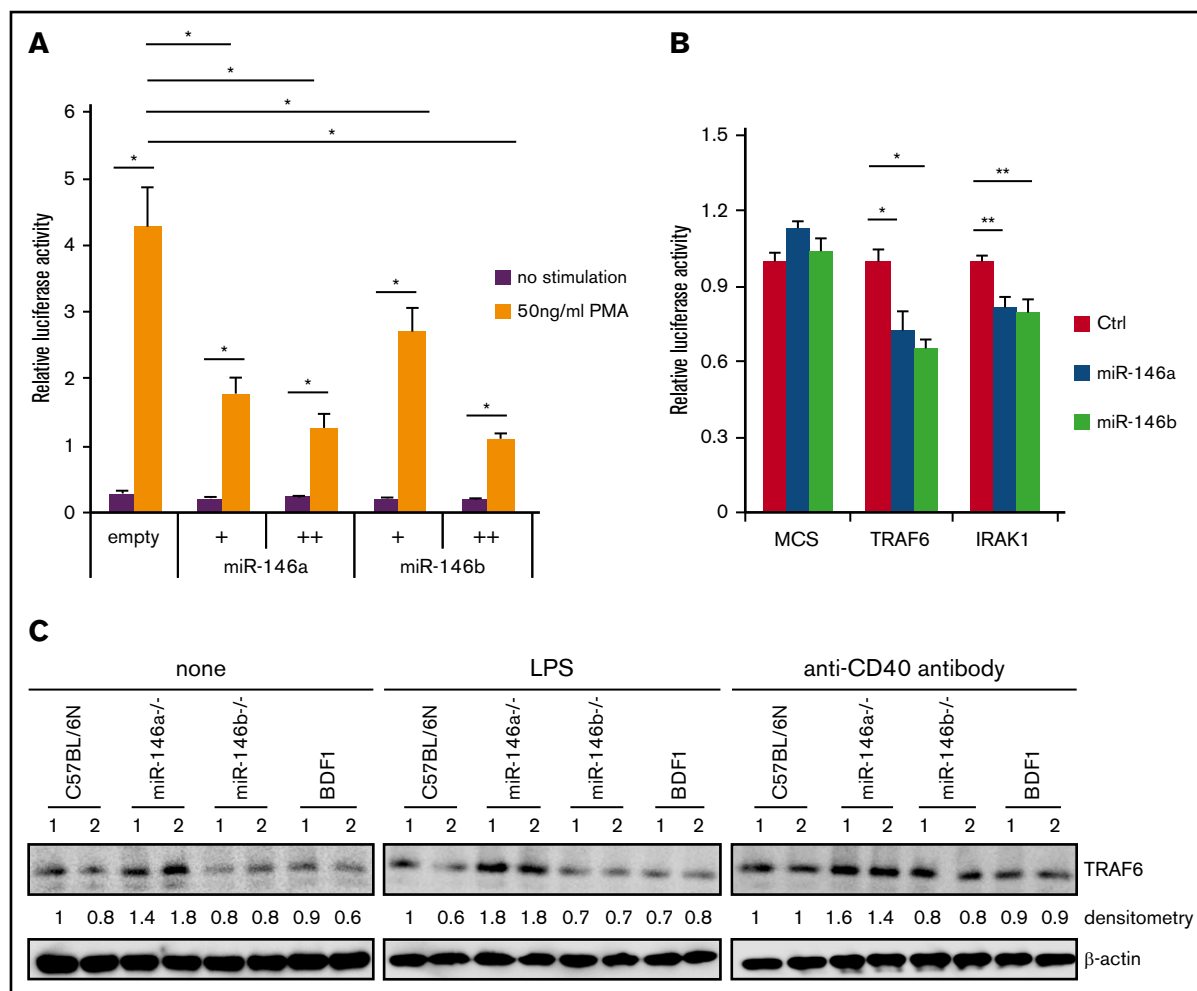 A
*
*
*
*
*
*
*
*
*
Relative luciferase activity
6
5
4
3
2
1
0
no stimulation
50ng/ml PMA
empty + ++ + ++
miR-146a miR-146b
B
Relative luciferase activity
1.5
1.2
0.9
0.6
0.3
0
* **
* **
Ctrl
miR-146a
miR-146b
MCS TRAF6 IRAK1
C
none LPS anti-CD40 antibody
C57BL/6N miR-146a-/- miR-146b-/- BDF1 C57BL/6N miR-146a-/- miR-146b-/- BDF1 C57BL/6N miR-146a-/- miR-146b-/- BDF1
1 2 1 2 1 2 1 2 1 2 1 2 1 2 1 2 1 2 1 2 1 2 1 2
TRAF6
1 0.8 1.4 1.8 0.8 0.8 0.9 0.6 1 0.6 1.8 1.8 0.7 0.7 0.7 0.8 1 1 1.6 1.4 0.8 0.8 0.9 0.9 densitometry
β-actin